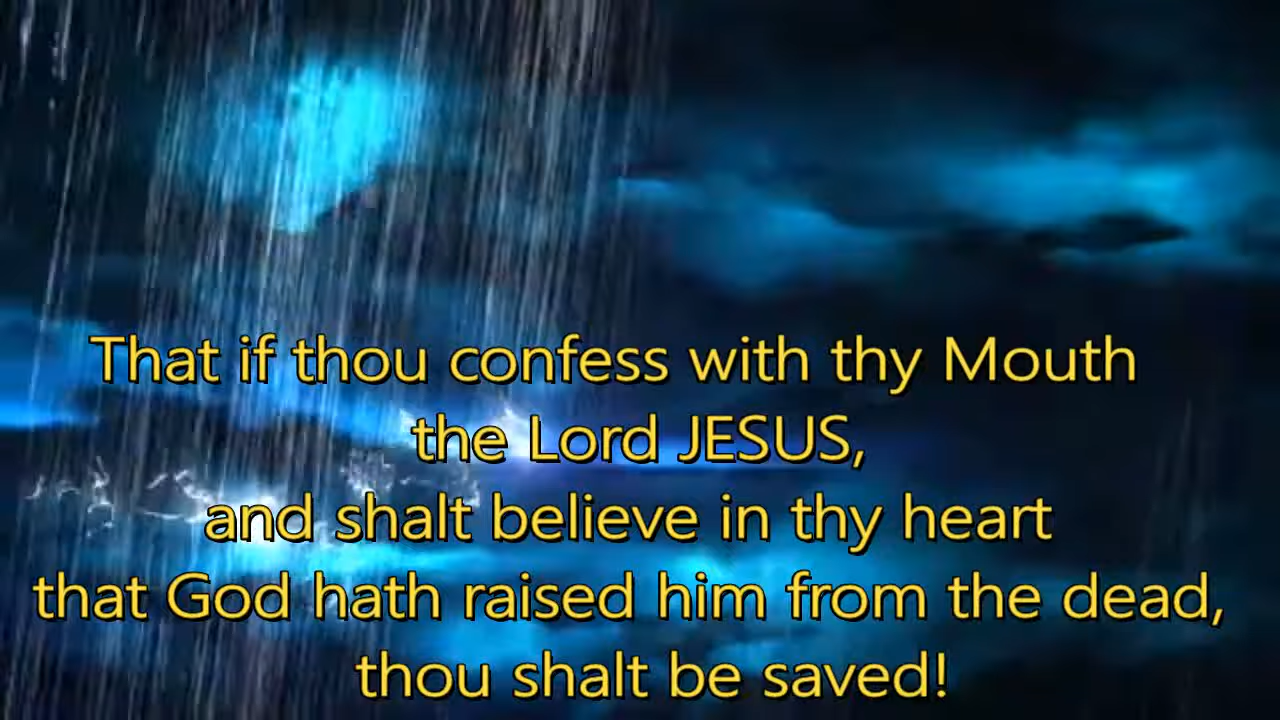 That if thou confess with thy Mouth
the Lord JESUS,
and shalt believe in thy heart
that God hath raised him from the dead,
thou shalt be saved!